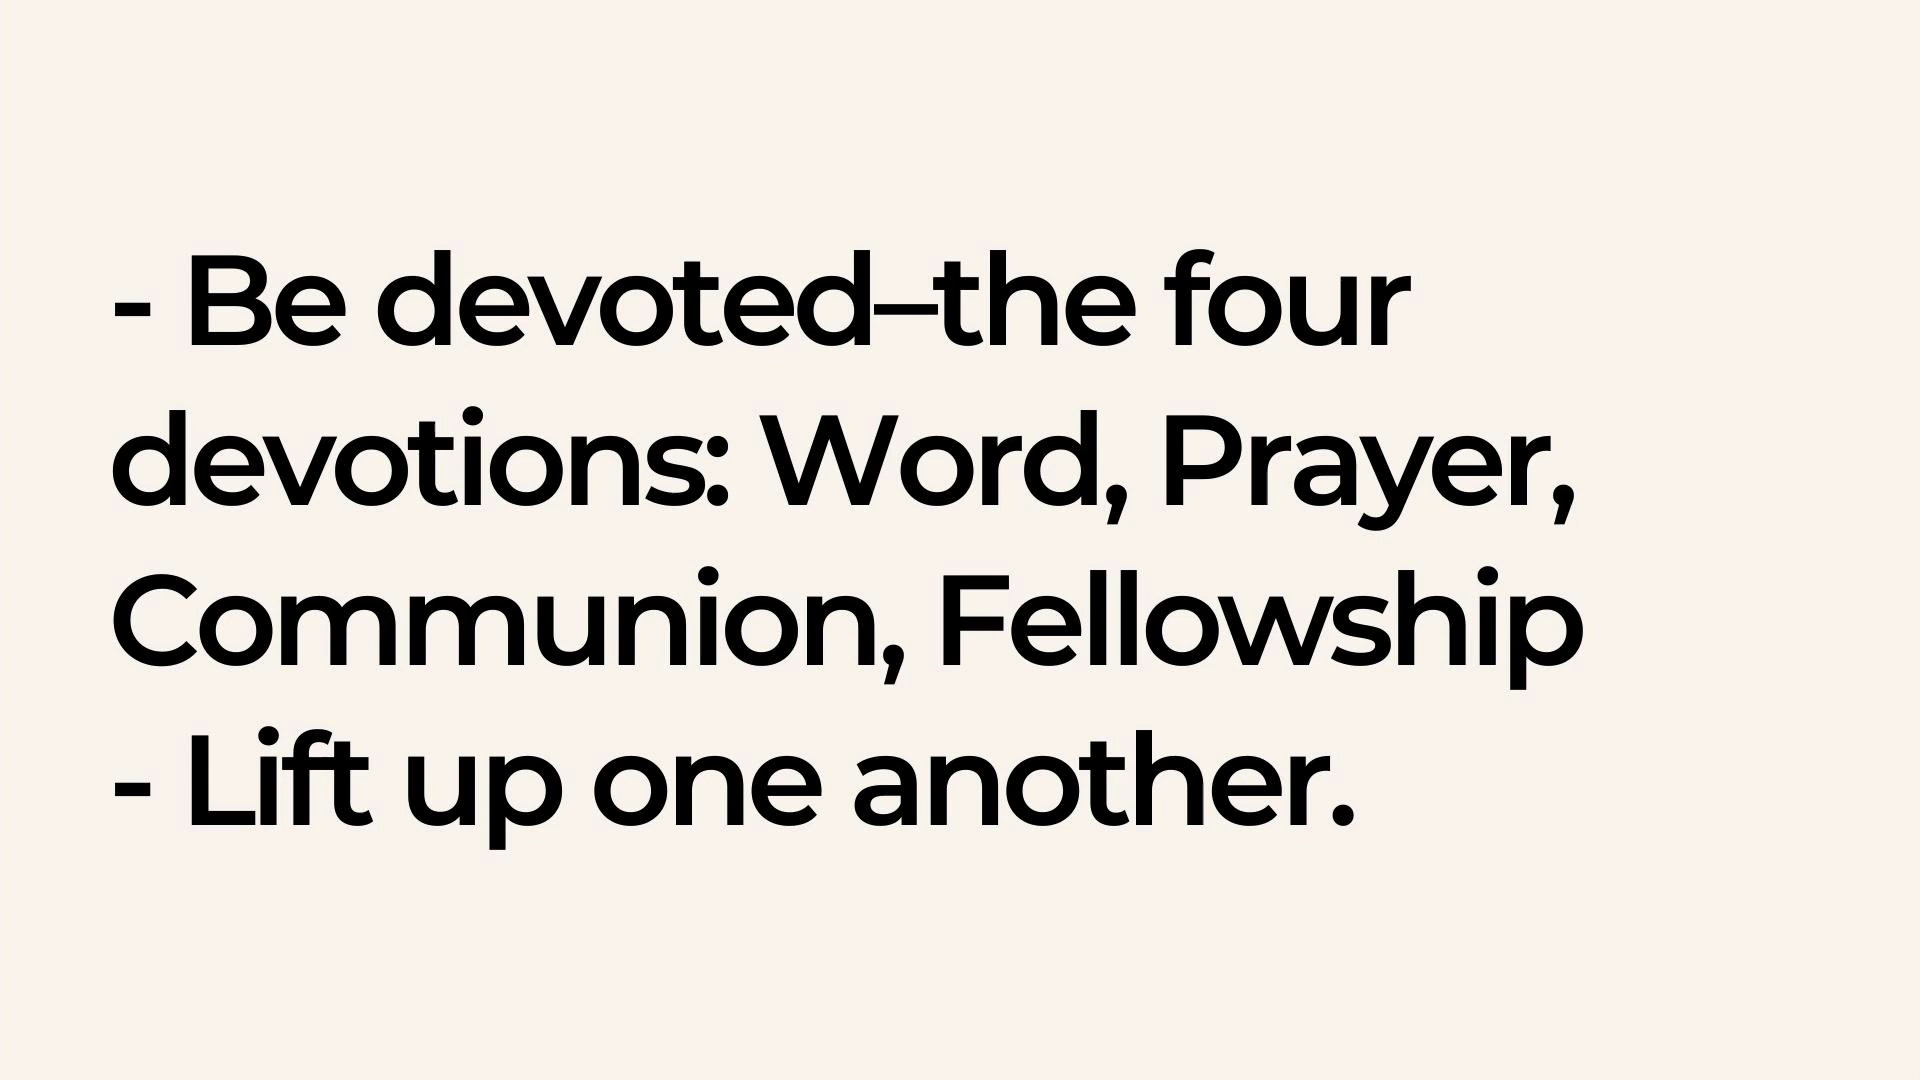 - Be devoted–the four
devotions: Word, Prayer,
Communion, Fellowship
- Lift up one another.